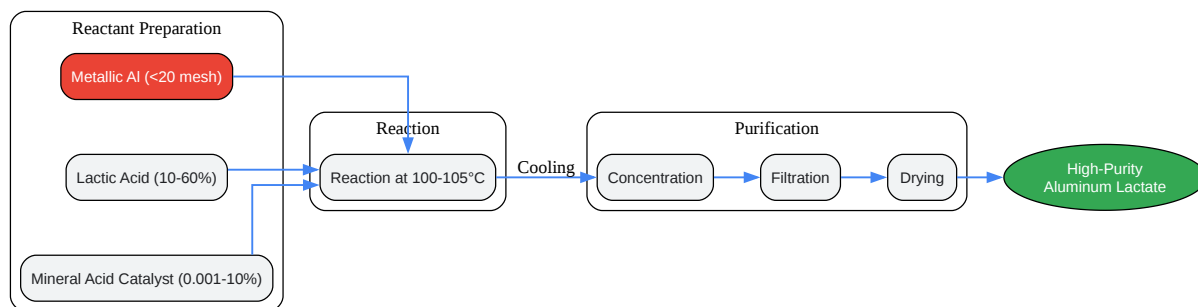 Reactant Preparation
Metallic Al (<20 mesh)
Lactic Acid (10-60%)
Mineral Acid Catalyst (0.001-10%)
Reaction
Reaction at 100-105°C
Cooling
Purification
Concentration
Filtration
Drying
High-Purity
Aluminum Lactate